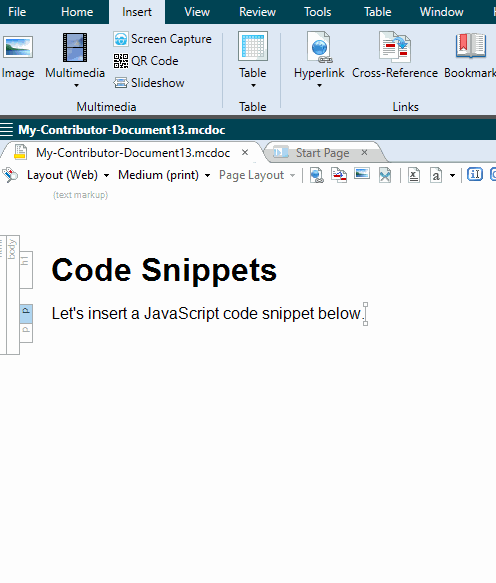 File Home Insert View Review Tools Table Window
Screen Capture
QR Code
Slideshow
Image Multimedia Table Hyperlink Cross-Reference Bookmark
Multimedia Table Links
My-Contributor-Document13.mcdoc
My-Contributor-Document13.mcdoc × Start Page ×
Layout (Web) Medium (print) Page Layout
(text markup)
body
h1
Code Snippets
p p
Let's insert a JavaScript code snippet below.